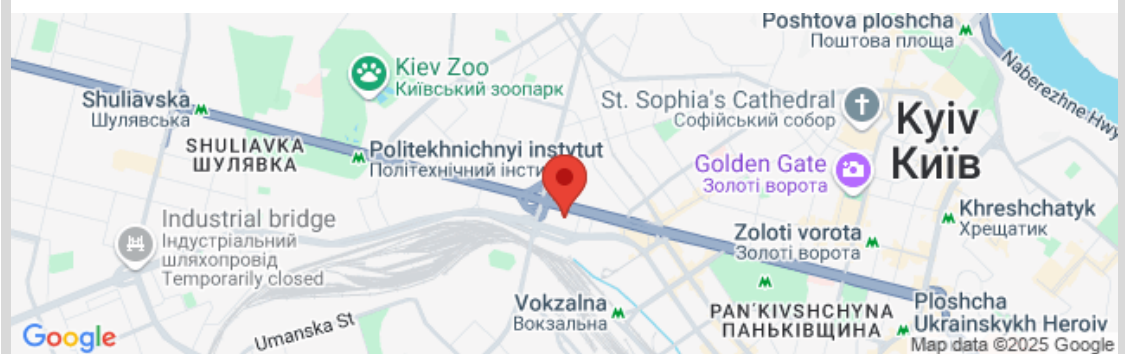 Poshtova ploshcha
Поштова площа
Naberezhne Hwy
Kiev Zoo
Київський зоопарк
Shuliavska
Шулявська
St. Sophia's Cathedral
Софійський собор
Kyiv
Київ
SHULIAVKA
ШУЛЯВКА
Politekhnichnyi instytut
Політехнічний інсти
Golden Gate
Золоті ворота
Industrial bridge
Індустріальний
шляхопровід
Temporarily closed
Khreshchatyk
Хрещатик
Zoloti vorota
Золоті ворота
Vokzalna
Вокзальна
PAN'KIVSHCHYNA
ПАНЬКІВЩИНА
Ploshcha
Ukrainskykh Heroiv
Umanska St
Google
Map data ©2025 Google